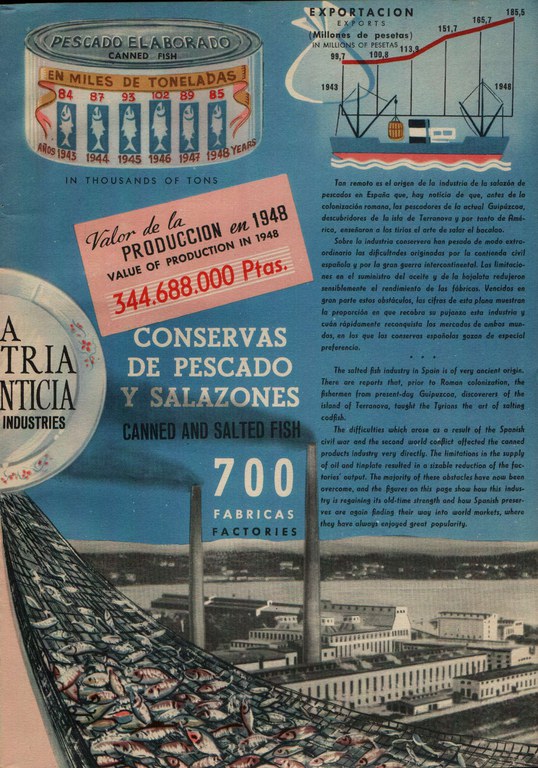 PESCADO ELABORADO
CANNED FISH
EN MILES DE TONELADAS
84 87 93 102 89 85
AÑOS 1943 1944 1945 1946 1947 1948 YEARS
IN THOUSANDS OF TONS
EXPORTACION
EXPORTS
(Millones de pesetas)
IN MILLIONS OF PESETAS
99,7 100,8 113,9 151,7 165,7 185,5
1943 1948
Valor de la
PRODUCCION en 1948
VALUE OF PRODUCTION IN 1948
344.688.000 Ptas.
A
TRIA
NTICIA
INDUSTRIES
CONSERVAS
DE PESCADO
Y SALAZONES
CANNED AND SALTED FISH
700
FABRICAS
FACTORIES
Tan remoto es el origen de la industria de la salazón de
pescados en España que, hay noticia de que, antes de la
colonización romana, los pescadores de la actual Guipúzcoa,
descubridores de la isla de Terranova y por tanto de Amé-
rica, enseñaron a los tirios el arte de salar el bacalao.
Sobre la industria conservera han pesado de modo extra-
ordinario las dificultades originadas por la contienda civil
española y por la gran guerra intercontinental. Las limitacio-
nes en el suministro del aceite y de la hojalata redujeron
sensiblemente el rendimiento de las fábricas. Vencidos en
gran parte estos obstáculos, las cifras de esta plana muestran
la proporción en que recobra su pujanza esta industria y
cuán rápidamente reconquista los mercados de ambos mun-
dos, en los que las conservas españolas gozan de especial
preferencia.
* * *
The salted fish industry in Spain is of very ancient origin.
There are reports that, prior to Roman colonization, the
fishermen from present-day Guipuzcoa, discoverers of the
island of Terranova, taught the Tyrians the art of salting
codfish.
The difficulties which arose as a result of the Spanish
civil war and the second world conflict affected the canned
products industry very directly. The limitations in the supply
of oil and tinplate resulted in a sizable reduction of the fac-
tories' output. The majority of these obstacles have now been
overcome, and the figures on this page show how this indus-
try is regaining its old-time strength and how Spanish preser-
ves are again finding their way into world markets, where
they have always enjoyed great popularity.